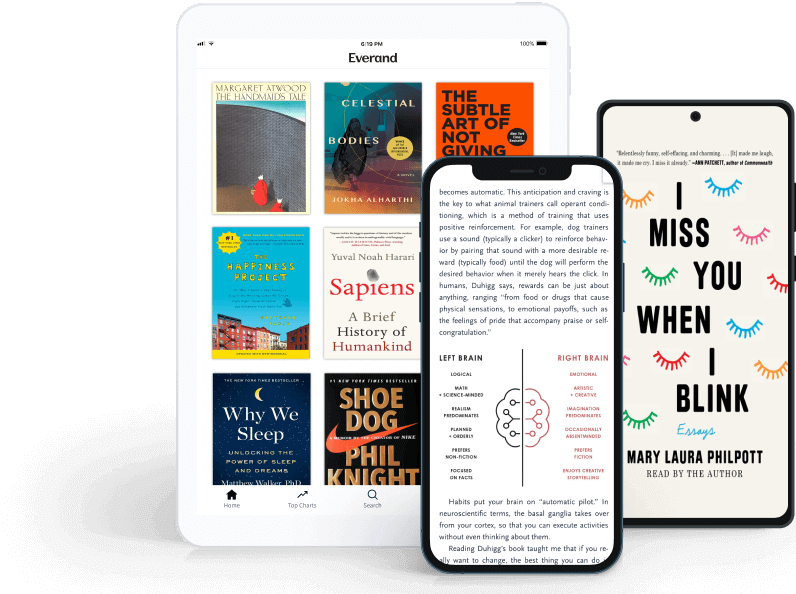 6:19 PM
100%
Everand
MARGARET ATWOOD
THE HANDMAID'S TALE
CELESTIAL
BODIES
A NOVEL
JOKHA ALHARTHI
THE
SUBTLE
ART OF
NOT
GIVING
#1
THE
HAPPINESS
PROJECT
Yuval Noah Harari
Sapiens
A Brief
History of
Humankind
THE NEW YORK TIMES BESTSELLER
Why We
Sleep
UNLOCKING THE
POWER OF SLEEP
AND DREAMS
Matthew Walker, PhD
#1 NEW YORK TIMES BESTSELLER
SHOE
DOG
A MEMOIR BY THE CREATOR OF NIKE
PHIL
KNIGHT
Home
Top Charts
Search
becomes automatic. This anticipation and craving is
the key to what animal trainers call operant condi-
tioning, which is a method of training that uses
positive reinforcement. For example, dog trainers
use a sound (typically a clicker) to reinforce behav-
ior by pairing that sound with a more desirable re-
ward (typically food) until the dog will perform the
desired behavior when it merely hears the click. In
humans, Duhigg says, rewards can be just about
anything, ranging "from food or drugs that cause
physical sensations, to emotional payoffs, such as
the feelings of pride that accompany praise or self-
congratulation."
LEFT BRAIN
LOGICAL
MATH
+ SCIENCE-MINDED
REALISM
PREDOMINATES
PLANNED
+ ORDERLY
PREFERS
NON-FICTION
FOCUSED
ON FACTS
RIGHT BRAIN
EMOTIONAL
ARTISTIC
+ CREATIVE
IMAGINATION
PREDOMINATES
OCCASIONALLY
ABSENTMINDED
PREFERS
FICTION
ENJOYS CREATIVE
STORYTELLING
Habits put your brain on "automatic pilot." In
neuroscientific terms, the basal ganglia takes over
from your cortex, so that you can execute activities
without even thinking about them.
Reading Duhigg's book taught me that if you re-
ally want to change, the best thing you can do
"Relentlessly funny, self-effacing, and charming. . . . [It] made me laugh,
it made me cry. I miss it already." —ANN PATCHETT, author of Commonwealth
I
MISS
YOU
WHEN
I
BLINK
Essays
MARY LAURA PHILPOTT
READ BY THE AUTHOR